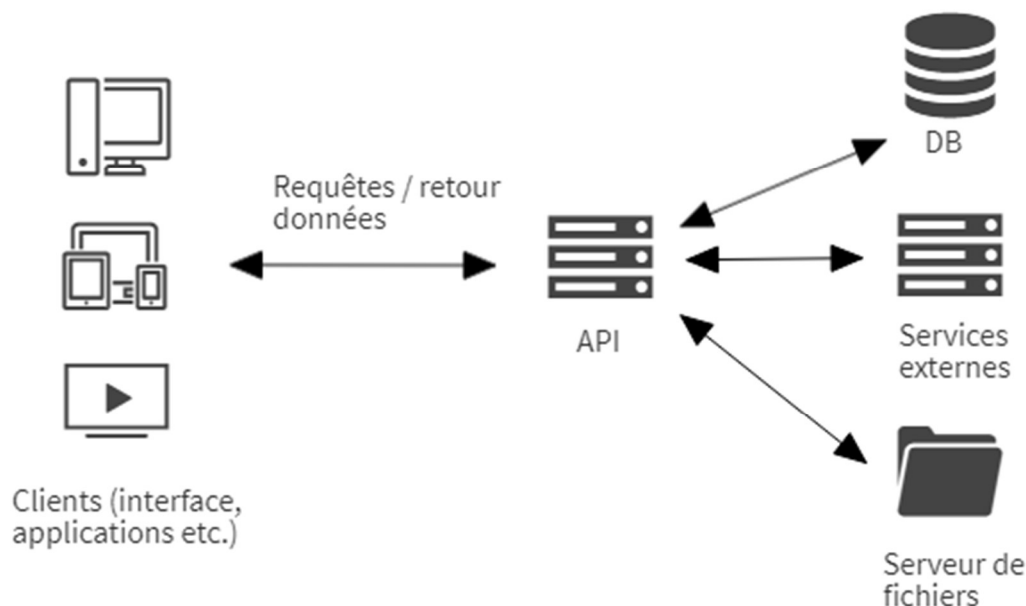 DB
Requêtes / retour
données
API
Services
externes
Clients (interface,
applications etc.)
Serveur de
fichiers